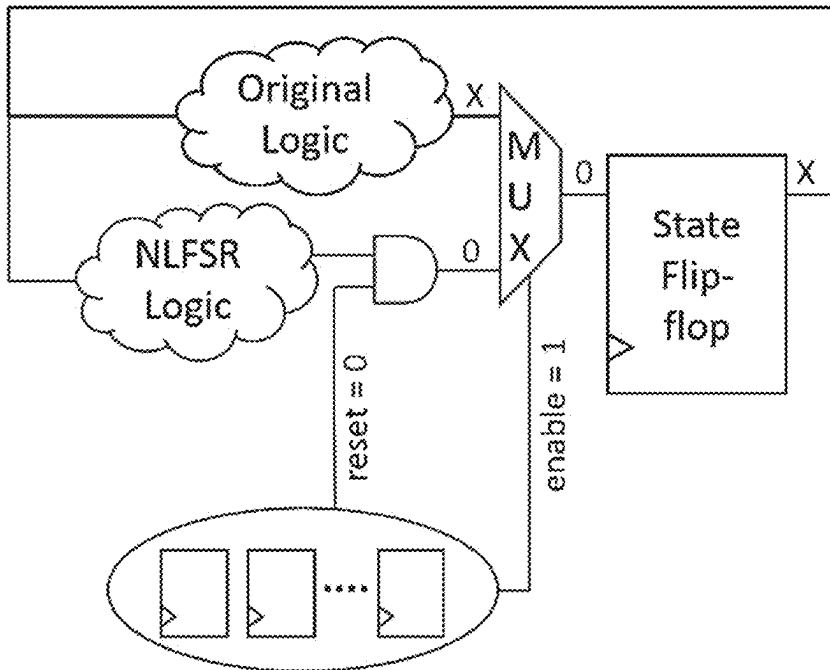 Original
Logic
X
M
U
X
0
X
State
Flip-
flop
NLFSR
Logic
0
reset = 0
enable = 1